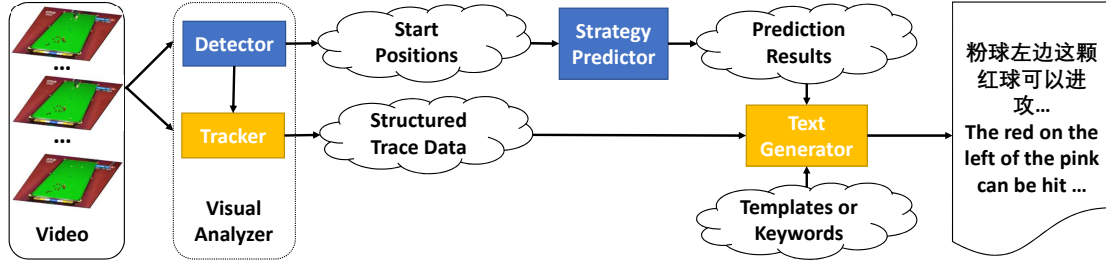 ...
...
Video
Detector
Tracker
Visual
Analyzer
Start
Positions
Structured
Trace Data
Strategy
Predictor
Prediction
Results
Text
Generator
Templates or
Keywords
粉球左边这颗
红球可以进
攻...
The red on the
left of the pink
can be hit ...